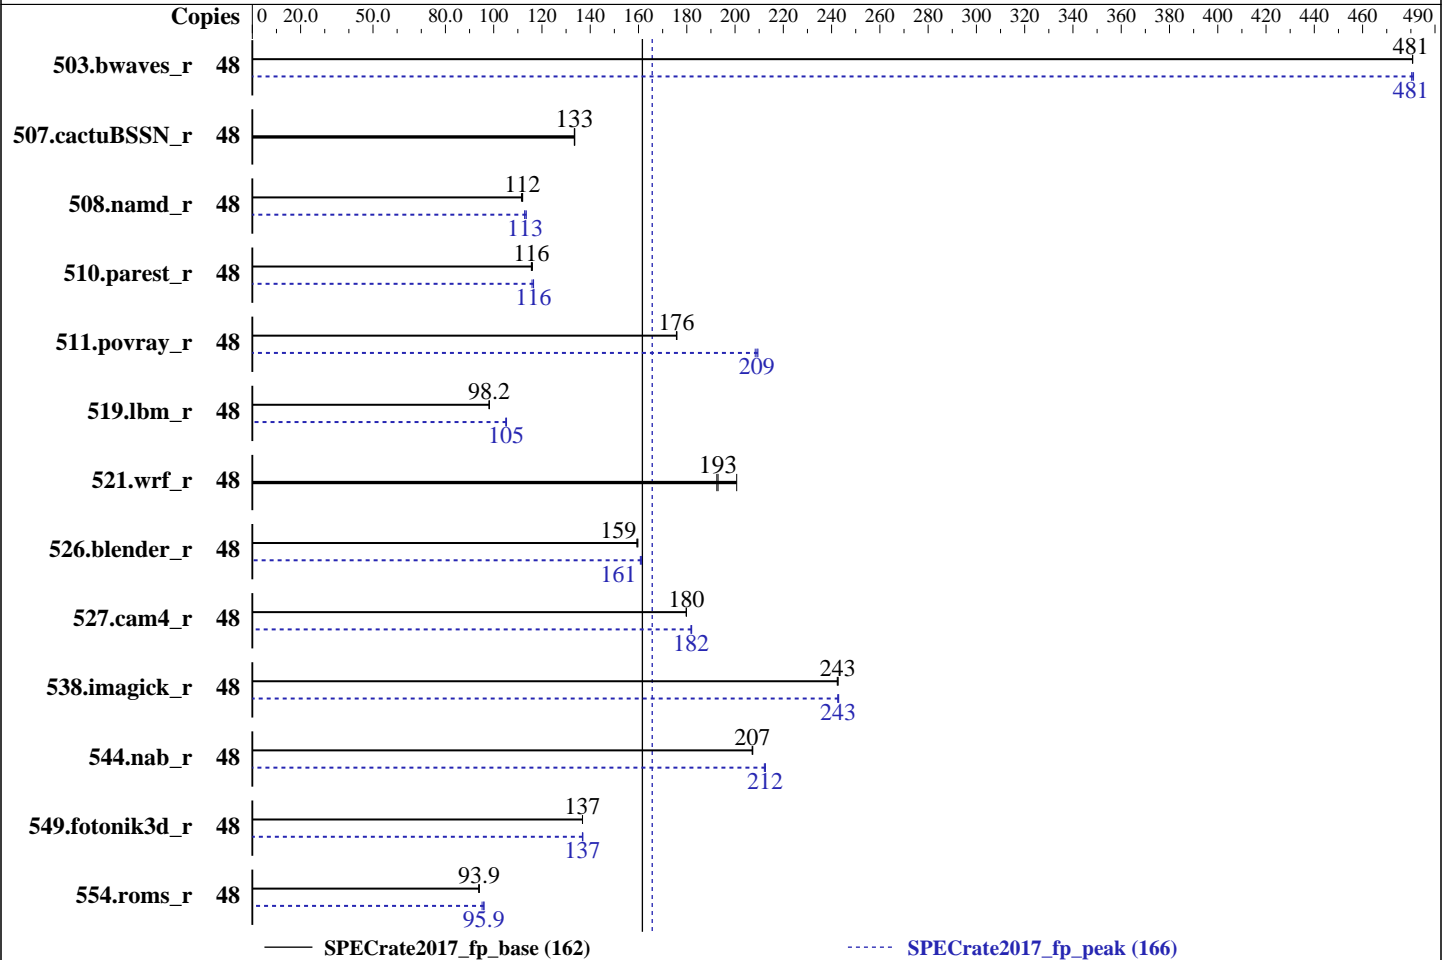 Copies 0 20.0 50.0 80.0 100 120 140 160 180 200 220 240 260 280 300 320 340 360 380 400 420 440 460 490
481
503.bwaves_r 48
481
133
507.cactuBSSN_r 48
112
508.namd_r 48
113
116
510.parest_r 48
116
176
511.povray_r 48
209
98.2
519.lbm_r 48
105
193
521.wrf_r 48
159
526.blender_r 48
161
180
527.cam4_r 48
182
243
538.imagick_r 48
243
207
544.nab_r 48
212
137
549.fotonik3d_r 48
137
93.9
554.roms_r 48
95.9
SPECrate2017_fp_base (162) SPECrate2017_fp_peak (166)